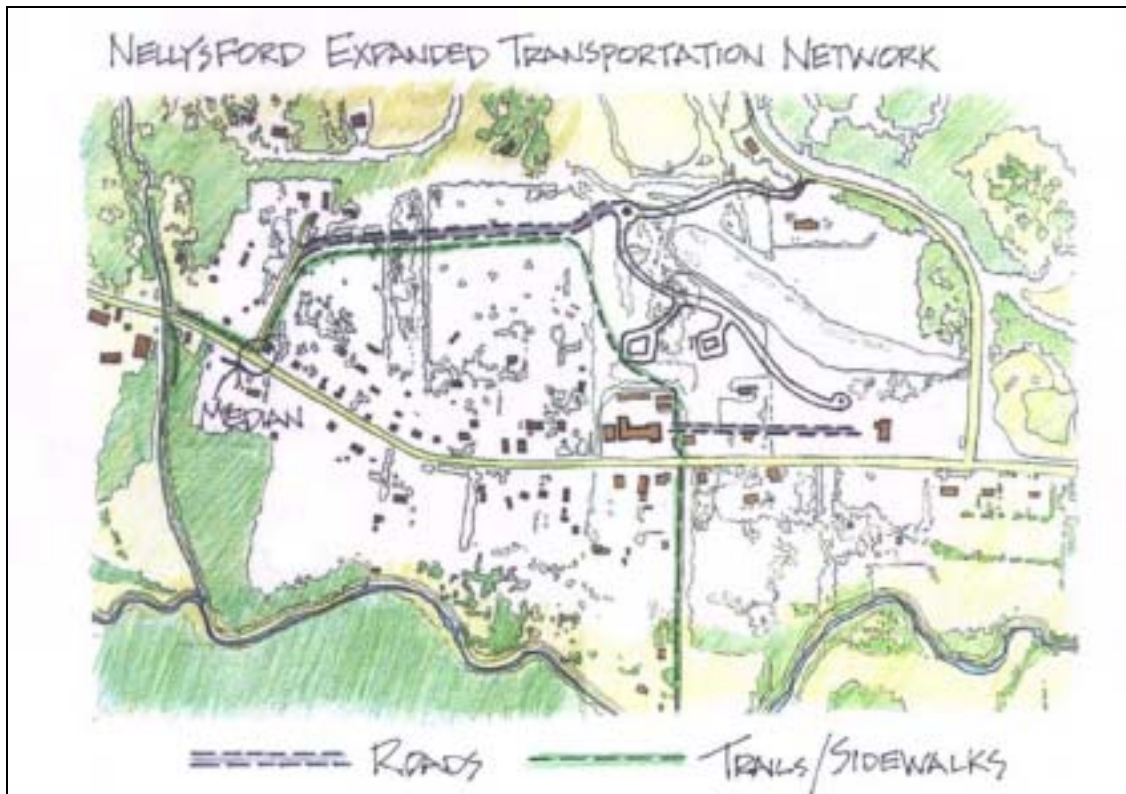 NELLYSFORD EXPANDED TRANSPORTATION NETWORK
MEDIAN
ROADS
TRAILS/SIDEWALKS